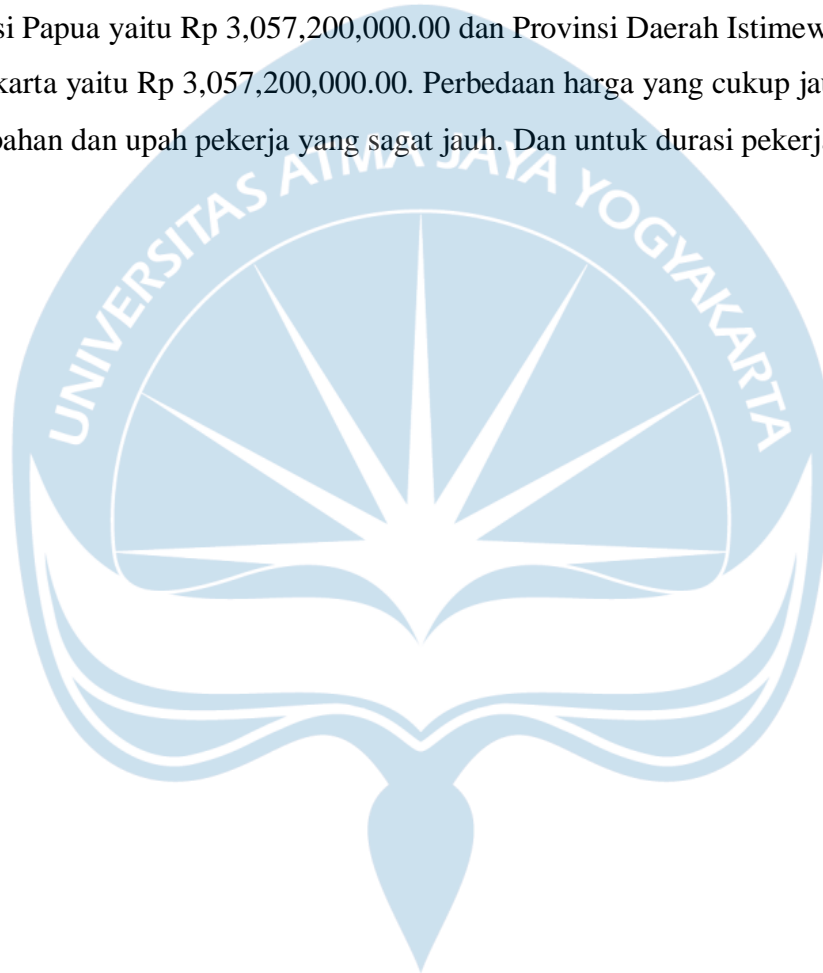 si Papua yaitu Rp 3,057,200,000.00 dan Provinsi Daerah Istimew
karta yaitu Rp 3,057,200,000.00. Perbedaan harga yang cukup jau
bahan dan upah pekerja yang sagat jauh. Dan untuk durasi pekerja
UNIVERSITAS ATMA JAYA YOGYAKARTA